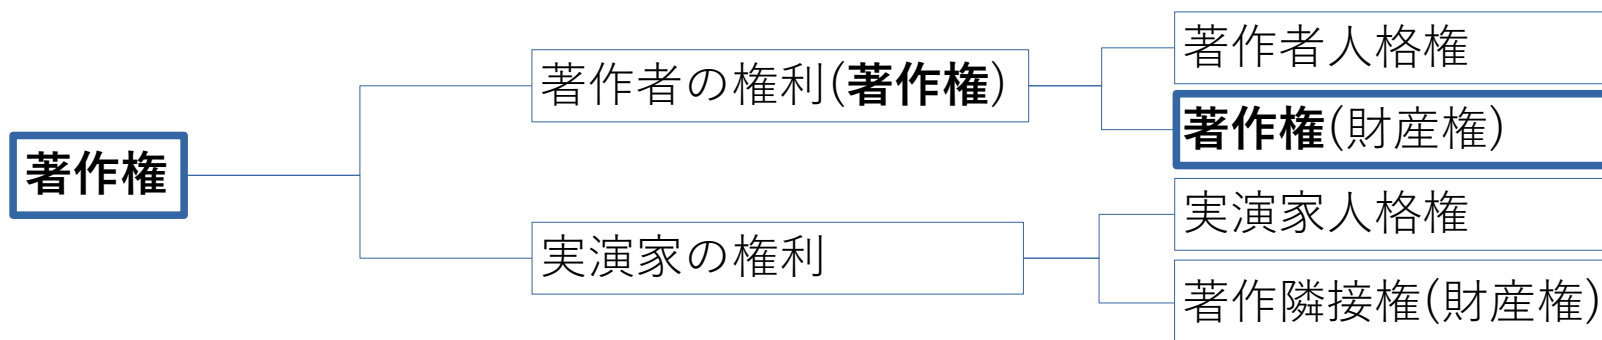 著作権
著作者の権利(著作権)
著作者人格権
著作権(財産権)
実演家の権利
実演家人格権
著作隣接権(財産権)